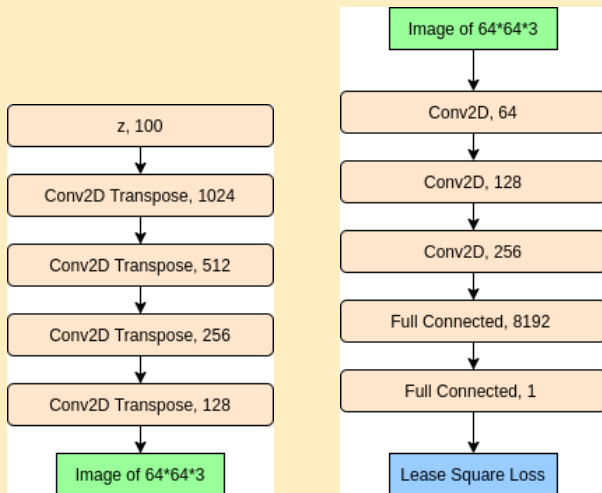 z, 100
Conv2D Transpose, 1024
Conv2D Transpose, 512
Conv2D Transpose, 256
Conv2D Transpose, 128
Image of 64*64*3
Image of 64*64*3
Conv2D, 64
Conv2D, 128
Conv2D, 256
Full Connected, 8192
Full Connected, 1
Lease Square Loss